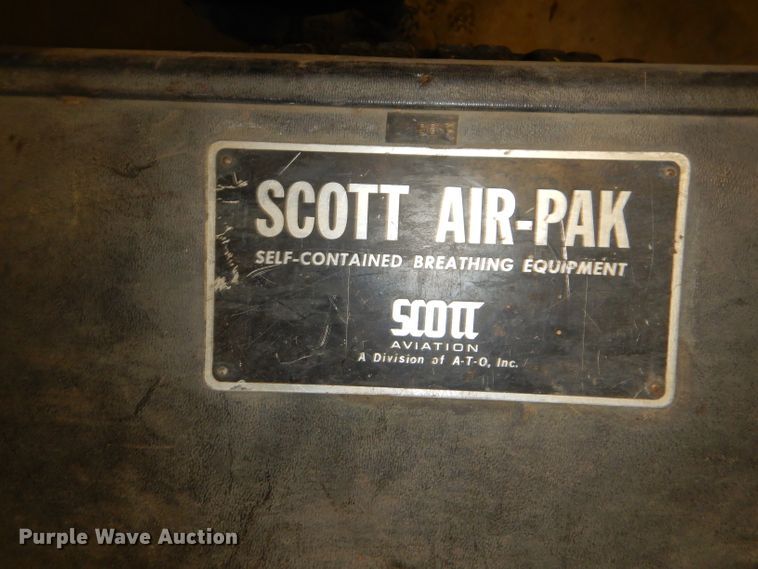 SCOTT AIR-PAK
SELF-CONTAINED BREATHING EQUIPMENT
SCOTT
AVIATION
A Division of A-T-O, Inc.
Purple Wave Auction